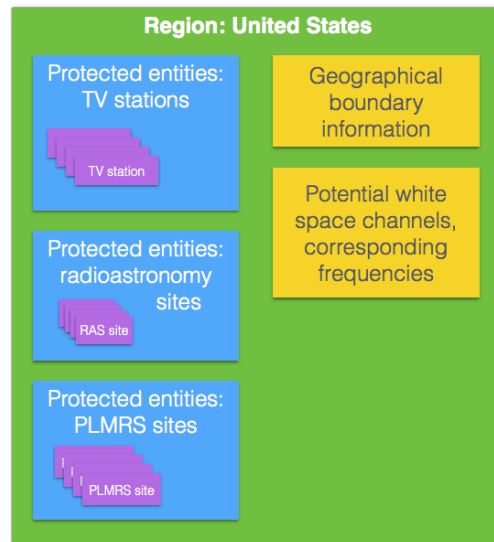 Region: United States
Protected entities:
TV stations
TV station
Protected entities:
radioastronomy
sites
RAS site
Protected entities:
PLMRS sites
PLMRS site
Geographical
boundary
information
Potential white
space channels,
corresponding
frequencies